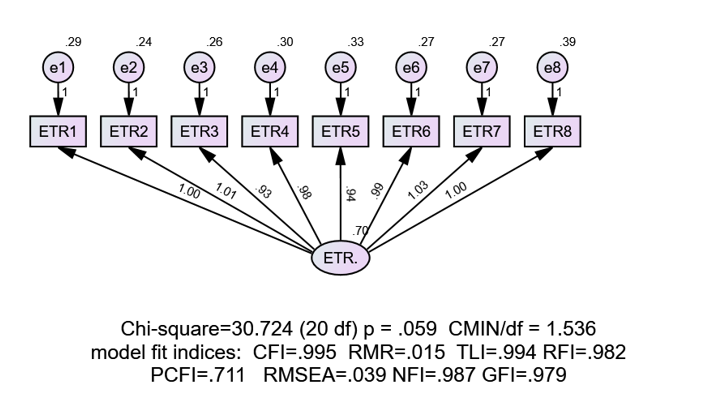 .29 .24 .26 .30 .33 .27 .27 .39
e1 e2 e3 e4 e5 e6 e7 e8
1 1 1 1 1 1 1 1
ETR1 ETR2 ETR3 ETR4 ETR5 ETR6 ETR7 ETR8
1.00 1.01 .93 .98 .94 .99 1.03 1.00
.70
ETR.
Chi-square=30.724 (20 df) p = .059 CMIN/df = 1.536
model fit indices: CFI=.995 RMR=.015 TLI=.994 RFI=.982
PCFI=.711 RMSEA=.039 NFI=.987 GFI=.979